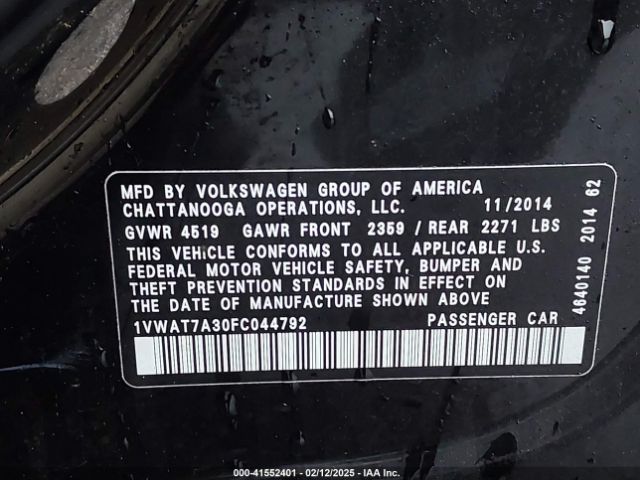 MFD BY VOLKSWAGEN GROUP OF AMERICA
CHATTANOOGA OPERATIONS, LLC. 11/2014
GVWR 4519 GAWR FRONT 2359 / REAR 2271 LBS
THIS VEHICLE CONFORMS TO ALL APPLICABLE U.S.
FEDERAL MOTOR VEHICLE SAFETY, BUMPER AND
THEFT PREVENTION STANDARDS IN EFFECT ON
THE DATE OF MANUFACTURE SHOWN ABOVE
1VWAT7A30FC044792 PASSENGER CAR
4640140 2014 62
000-41552401 - 02/12/2025 - IAA Inc.